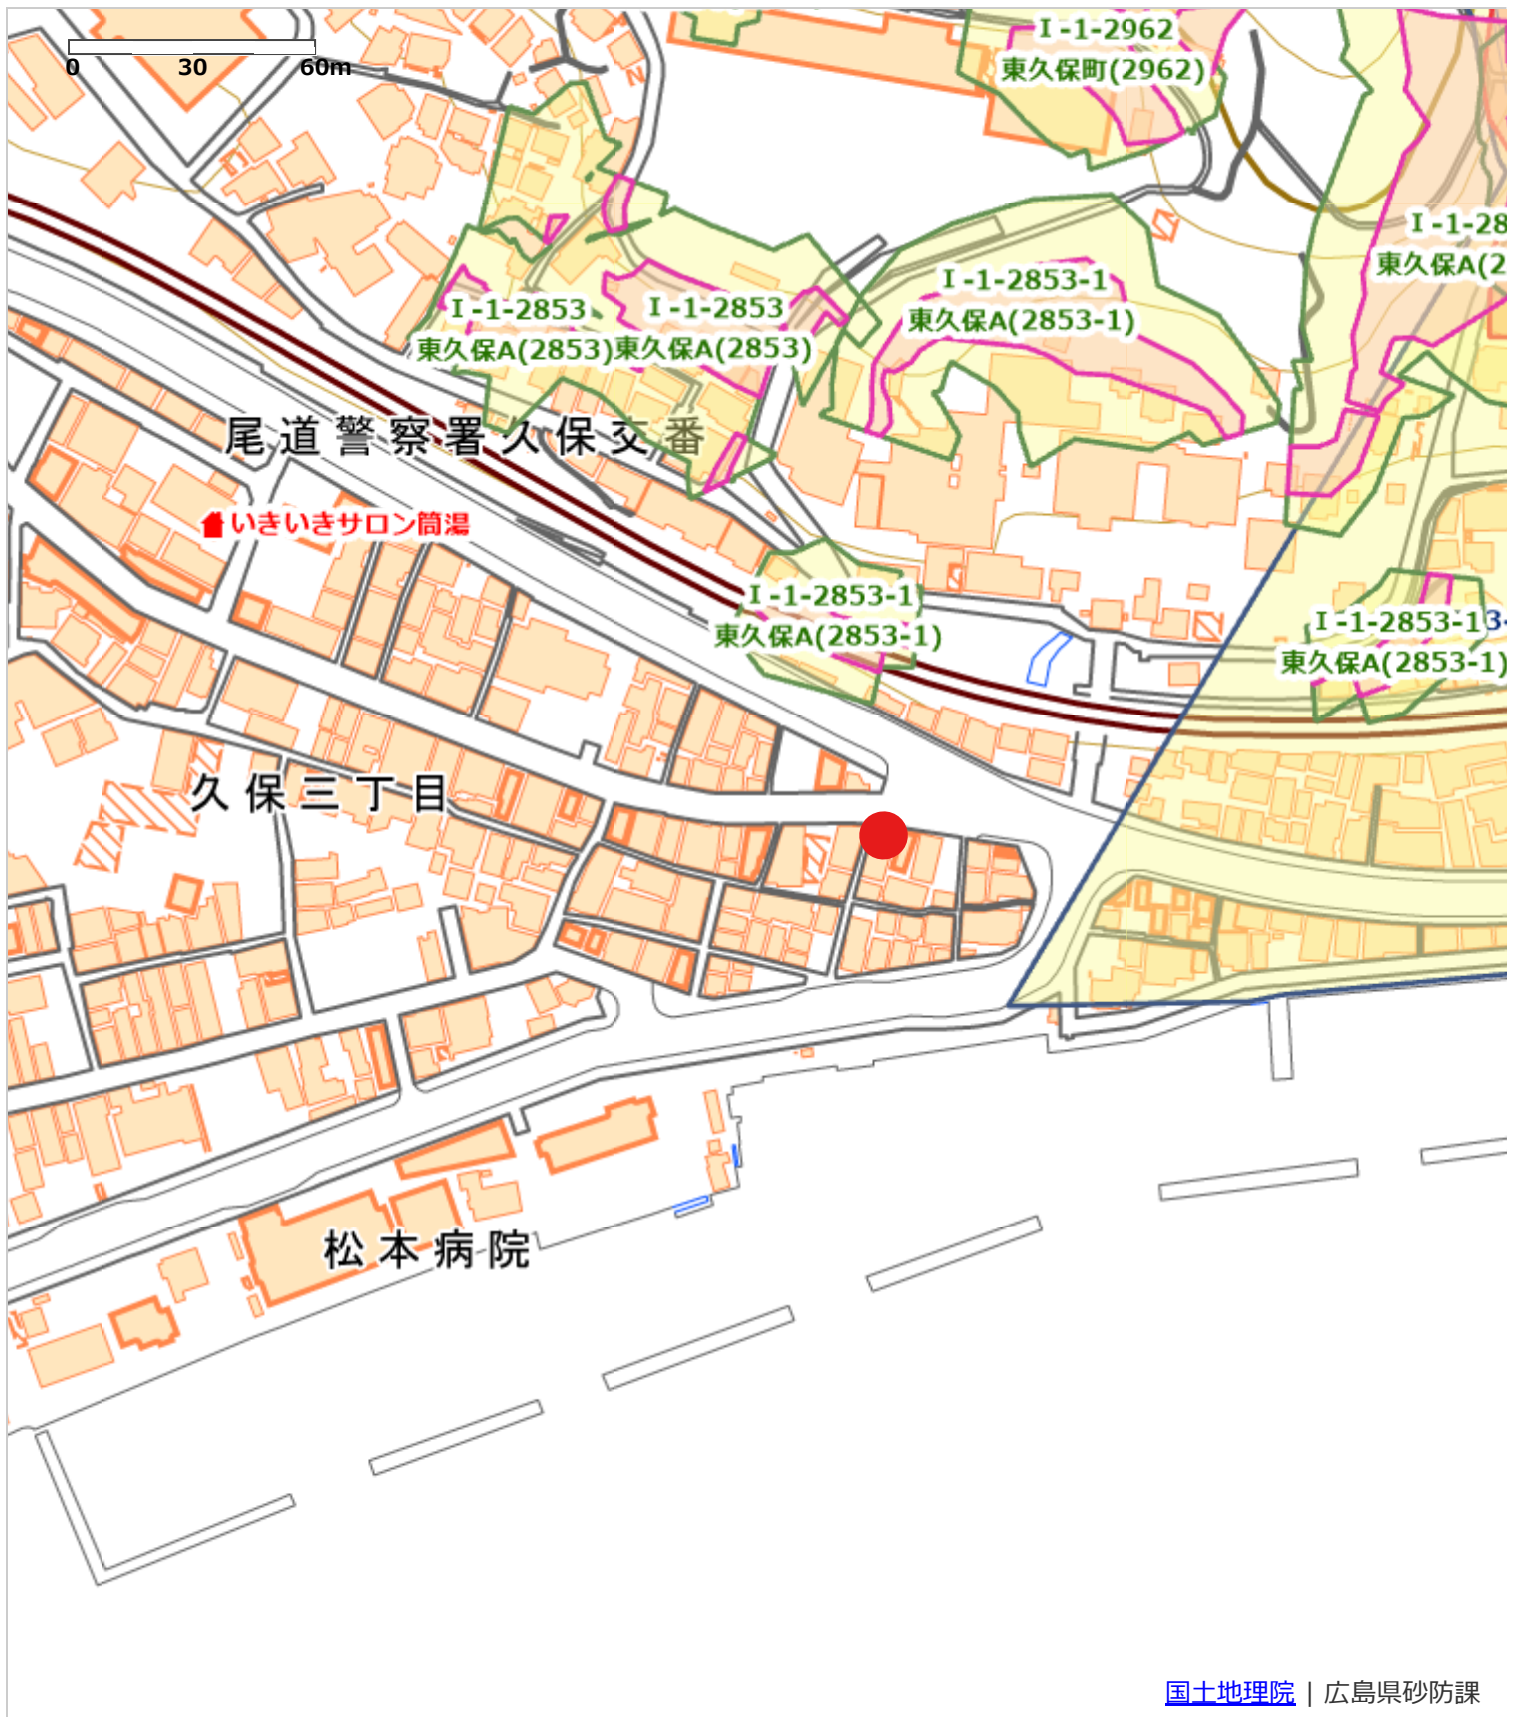 0 30 60m
Ⅰ-1-2962
東久保町(2962)
Ⅰ-1-28
東久保A(2
Ⅰ-1-2853-1
東久保A(2853-1)
Ⅰ-1-2853
東久保A(2853)
Ⅰ-1-2853
東久保A(2853)
尾道警察署久保交番
いきいきサロン筒湯
Ⅰ-1-2853-1
東久保A(2853-1)
Ⅰ-1-2853-1
3-
東久保A(2853-1)
久保三丁目
松本病院
国土地理院 | 広島県砂防課